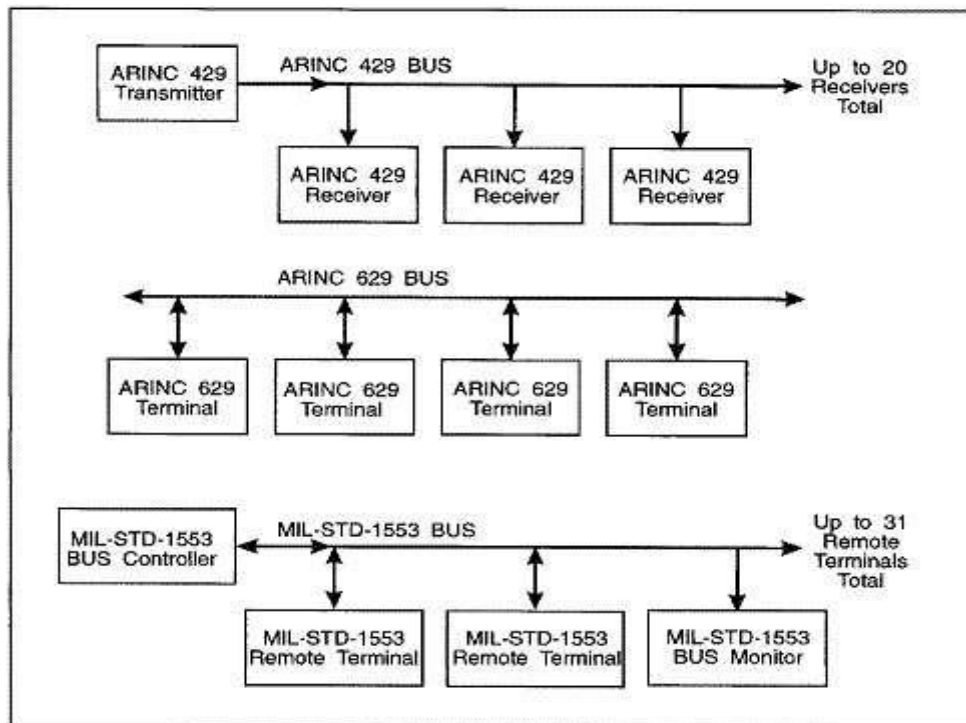 ARINC 429
Transmitter
ARINC 429 BUS
Up to 20
Receivers
Total
ARINC 429
Receiver
ARINC 429
Receiver
ARINC 429
Receiver
ARINC 629 BUS
ARINC 629
Terminal
ARINC 629
Terminal
ARINC 629
Terminal
ARINC 629
Terminal
MIL-STD-1553
BUS Controller
MIL-STD-1553 BUS
Up to 31
Remote
Terminals
Total
MIL-STD-1553
Remote Terminal
MIL-STD-1553
Remote Terminal
MIL-STD-1553
BUS Monitor